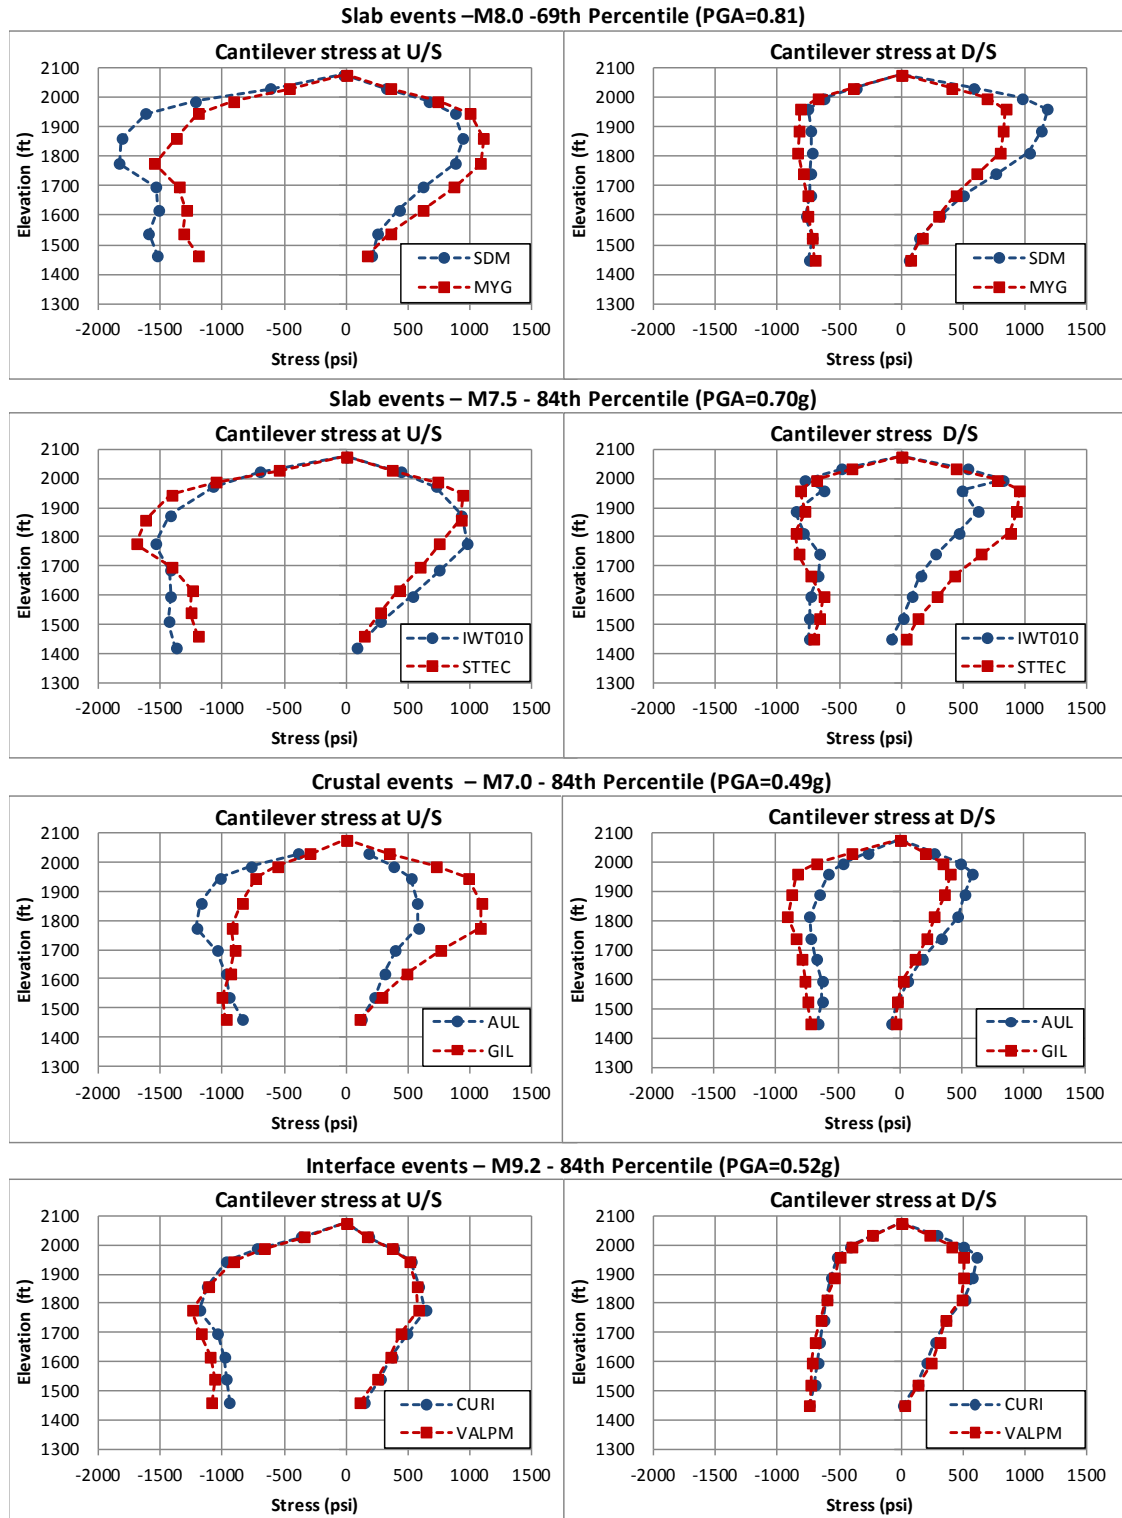 Slab events –M8.0 -69th Percentile (PGA=0.81)
Cantilever stress at U/S
2100
2000
1900
1800
1700
1600
1500
1400
1300
Elevation (ft)
-2000 -1500 -1000 -500 0 500 1000 1500
Stress (psi)
SDM
MYG
Cantilever stress at D/S
2100
2000
1900
1800
1700
1600
1500
1400
1300
Elevation (ft)
-2000 -1500 -1000 -500 0 500 1000 1500
Stress (psi)
SDM
MYG
Slab events – M7.5 - 84th Percentile (PGA=0.70g)
Cantilever stress at U/S
2100
2000
1900
1800
1700
1600
1500
1400
1300
Elevation (ft)
-2000 -1500 -1000 -500 0 500 1000 1500
Stress (psi)
IWT010
STTEC
Cantilever stress D/S
2100
2000
1900
1800
1700
1600
1500
1400
1300
Elevation (ft)
-2000 -1500 -1000 -500 0 500 1000 1500
Stress (psi)
IWT010
STTEC
Crustal events – M7.0 - 84th Percentile (PGA=0.49g)
Cantilever stress at U/S
2100
2000
1900
1800
1700
1600
1500
1400
1300
Elevation (ft)
-2000 -1500 -1000 -500 0 500 1000 1500
Stress (psi)
AUL
GIL
Cantilever stress at D/S
2100
2000
1900
1800
1700
1600
1500
1400
1300
Elevation (ft)
-2000 -1500 -1000 -500 0 500 1000 1500
Stress (psi)
AUL
GIL
Interface events – M9.2 - 84th Percentile (PGA=0.52g)
Cantilever stress at U/S
2100
2000
1900
1800
1700
1600
1500
1400
1300
Elevation (ft)
-2000 -1500 -1000 -500 0 500 1000 1500
Stress (psi)
CURI
VALPM
Cantilever stress at D/S
2100
2000
1900
1800
1700
1600
1500
1400
1300
Elevation (ft)
-2000 -1500 -1000 -500 0 500 1000 1500
Stress (psi)
CURI
VALPM